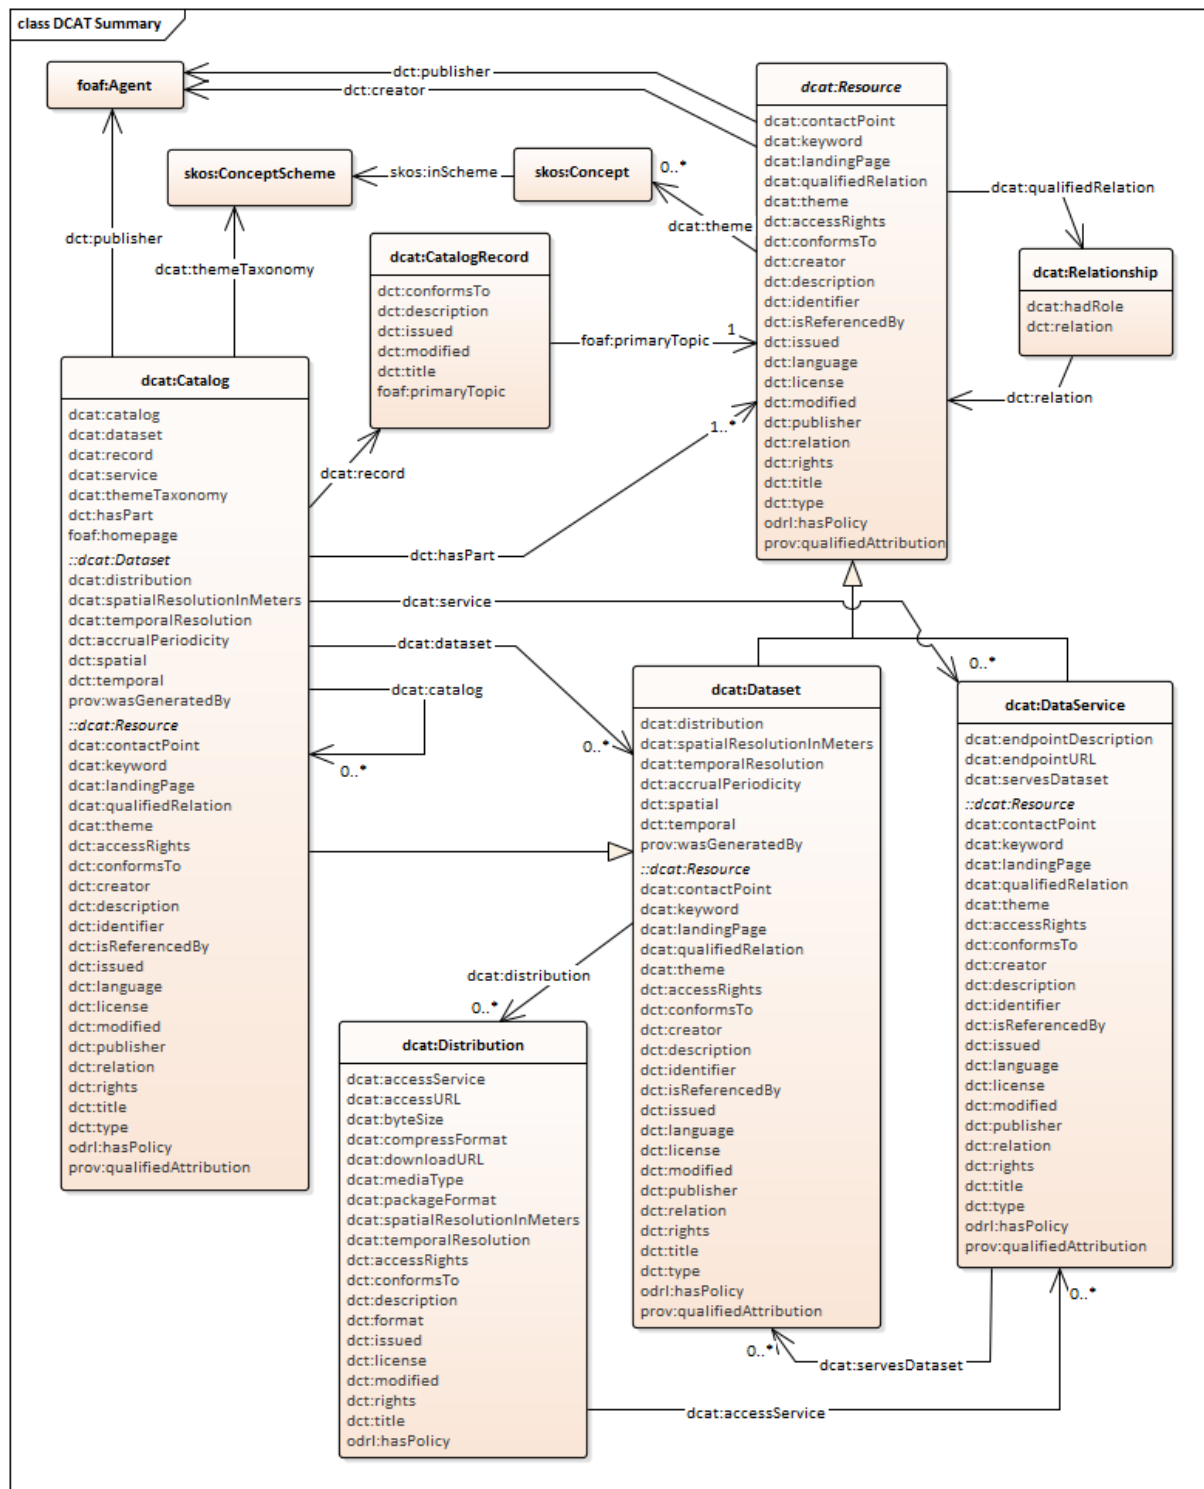 class DCAT Summary
foaf:Agent
dct:publisher
dct:creator
dcat:Resource
dcat:contactPoint
dcat:keyword
dcat:landingPage
dcat:qualifiedRelation
dcat:theme
dct:accessRights
dct:conformsTo
dct:creator
dct:description
dct:identifier
dct:isReferencedBy
dct:issued
dct:language
dct:license
dct:modified
dct:publisher
dct:relation
dct:rights
dct:title
dct:type
odrl:hasPolicy
prov:qualifiedAttribution
skos:ConceptScheme
skos:inScheme
skos:Concept
0..*
dcat:theme
dcat:qualifiedRelation
dcat:Relationship
dcat:hadRole
dct:relation
dct:relation
dct:publisher
dcat:themeTaxonomy
dcat:CatalogRecord
dct:conformsTo
dct:description
dct:issued
dct:modified
dct:title
foaf:primaryTopic
foaf:primaryTopic
1
1..*
dcat:record
dct:hasPart
dcat:service
dcat:dataset
dcat:catalog
0..*
0..*
0..*
dcat:Catalog
dcat:catalog
dcat:dataset
dcat:record
dcat:service
dcat:themeTaxonomy
dct:hasPart
foaf:homepage
::dcat:Dataset
dcat:distribution
dcat:spatialResolutionInMeters
dcat:temporalResolution
dct:accrualPeriodicity
dct:spatial
dct:temporal
prov:wasGeneratedBy
::dcat:Resource
dcat:contactPoint
dcat:keyword
dcat:landingPage
dcat:qualifiedRelation
dcat:theme
dct:accessRights
dct:conformsTo
dct:creator
dct:description
dct:identifier
dct:isReferencedBy
dct:issued
dct:language
dct:license
dct:modified
dct:publisher
dct:relation
dct:rights
dct:title
dct:type
odrl:hasPolicy
prov:qualifiedAttribution
dcat:Dataset
dcat:distribution
dcat:spatialResolutionInMeters
dcat:temporalResolution
dct:accrualPeriodicity
dct:spatial
dct:temporal
prov:wasGeneratedBy
::dcat:Resource
dcat:contactPoint
dcat:keyword
dcat:landingPage
dcat:qualifiedRelation
dcat:theme
dct:accessRights
dct:conformsTo
dct:creator
dct:description
dct:identifier
dct:isReferencedBy
dct:issued
dct:language
dct:license
dct:modified
dct:publisher
dct:relation
dct:rights
dct:title
dct:type
odrl:hasPolicy
prov:qualifiedAttribution
dcat:DataService
dcat:endpointDescription
dcat:endpointURL
dcat:servesDataset
::dcat:Resource
dcat:contactPoint
dcat:keyword
dcat:landingPage
dcat:qualifiedRelation
dcat:theme
dct:accessRights
dct:conformsTo
dct:creator
dct:description
dct:identifier
dct:isReferencedBy
dct:issued
dct:language
dct:license
dct:modified
dct:publisher
dct:relation
dct:rights
dct:title
dct:type
odrl:hasPolicy
prov:qualifiedAttribution
dcat:distribution
0..*
dcat:Distribution
dcat:accessService
dcat:accessURL
dcat:byteSize
dcat:compressFormat
dcat:downloadURL
dcat:mediaType
dcat:packageFormat
dcat:spatialResolutionInMeters
dcat:temporalResolution
dct:accessRights
dct:conformsTo
dct:description
dct:format
dct:issued
dct:license
dct:modified
dct:rights
dct:title
odrl:hasPolicy
0..*
0..*
dcat:servesDataset
dcat:accessService